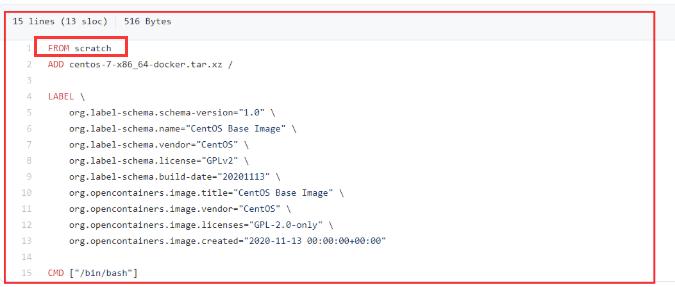 15 lines (13 sloc) 516 Bytes
1 FROM scratch
2 ADD centos-7-x86_64-docker.tar.xz /
3
4 LABEL \
5 org.label-schema.schema-version="1.0" \
6 org.label-schema.name="CentOS Base Image" \
7 org.label-schema.vendor="CentOS" \
8 org.label-schema.license="GPLv2" \
9 org.label-schema.build-date="20201113" \
10 org.opencontainers.image.title="CentOS Base Image" \
11 org.opencontainers.image.vendor="CentOS" \
12 org.opencontainers.image.licenses="GPL-2.0-only" \
13 org.opencontainers.image.created="2020-11-13 00:00:00+00:00"
14
15 CMD ["/bin/bash"]